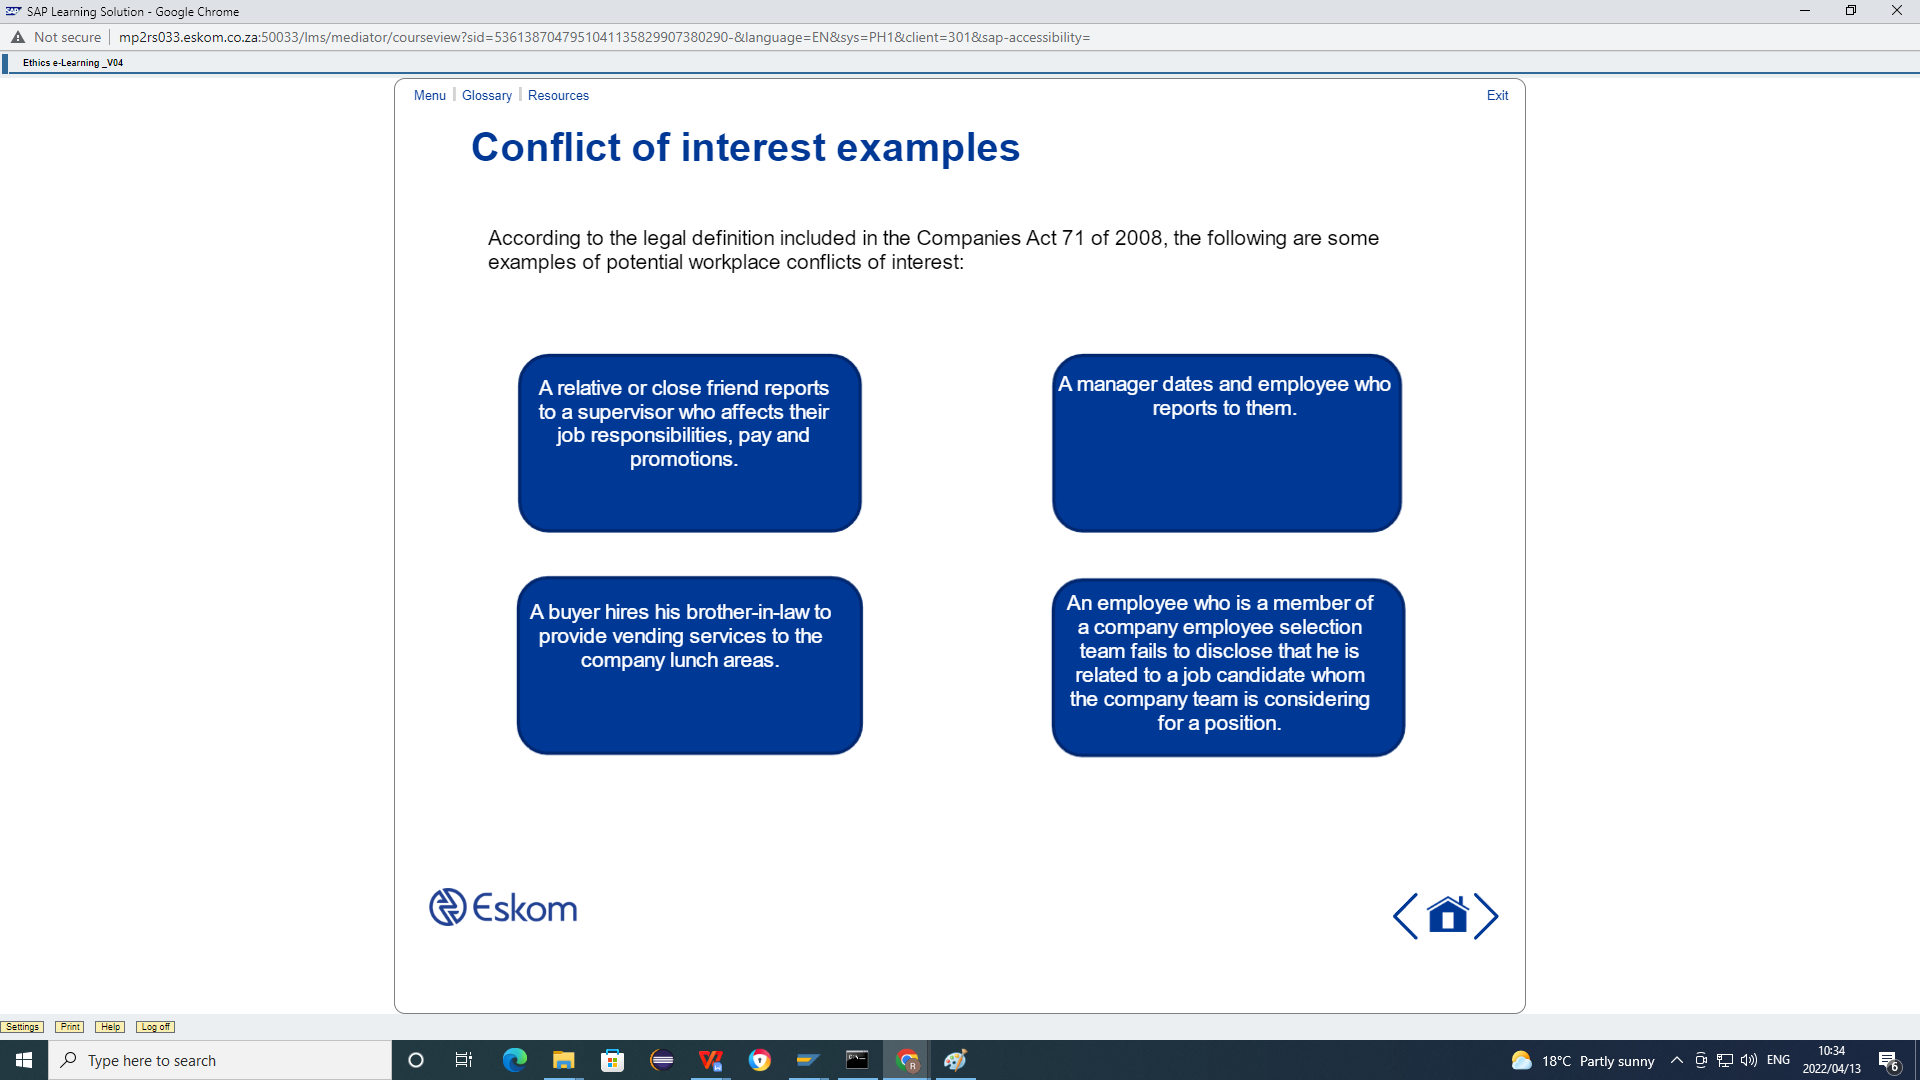 SAP Learning Solution - Google Chrome
Not secure
mp2rs033.eskom.co.za:50033/lms/mediator/courseview?sid=5361387047951041135829907380290-&language=EN&sys=PH1&client=301&sap-accessibility=
Ethics e-Learning _V04
Menu Glossary Resources
Exit
Conflict of interest examples
According to the legal definition included in the Companies Act 71 of 2008, the following are some
examples of potential workplace conflicts of interest:
A relative or close friend reports
to a supervisor who affects their
job responsibilities, pay and
promotions.
A manager dates and employee who
reports to them.
A buyer hires his brother-in-law to
provide vending services to the
company lunch areas.
An employee who is a member of
a company employee selection
team fails to disclose that he is
related to a job candidate whom
the company team is considering
for a position.
Eskom
Settings Print Help Log off
Type here to search
18°C Partly sunny
ENG
10:34
2022/04/13
6